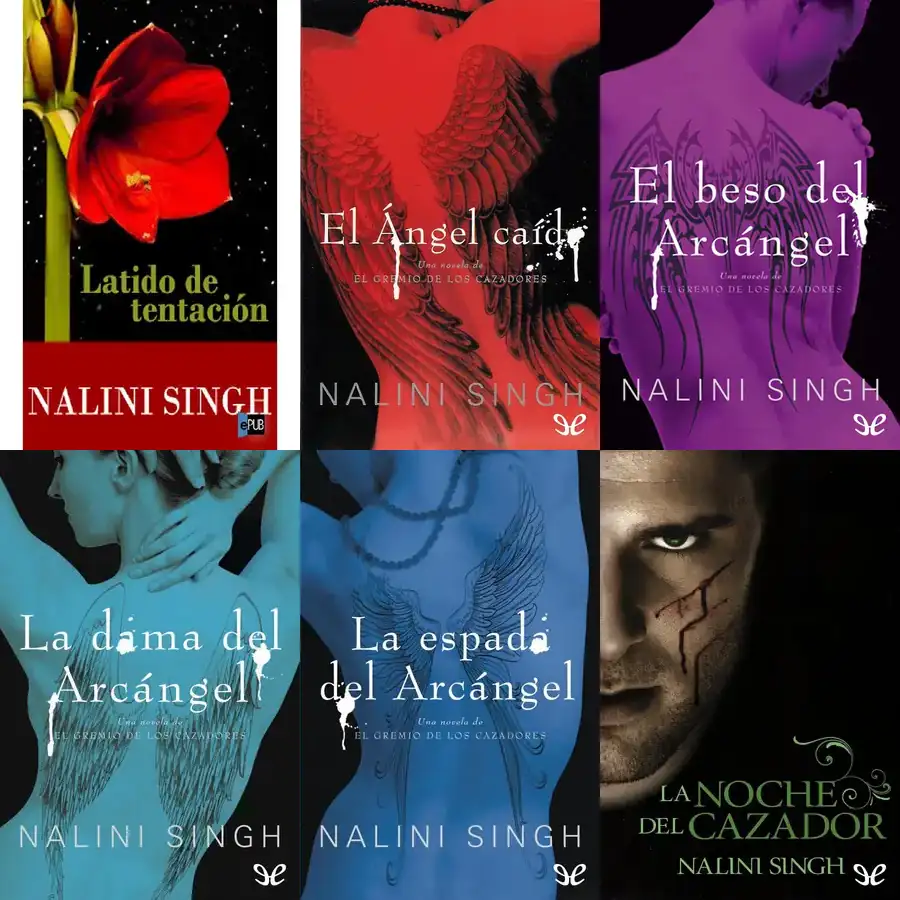 Latido de
tentación
NALINI SINGH
ePUB
El Ángel caído
Una novela de
EL GREMIO DE LOS CAZADORES
NALINI SINGH
El beso del
Arcángel
Una novela de
EL GREMIO DE LOS CAZADORES
NALINI SINGH
La dama del
Arcángel
Una novela de
EL GREMIO DE LOS CAZADORES
NALINI SINGH
La espada
del Arcángel
Una novela de
EL GREMIO DE LOS CAZADORES
NALINI SINGH
LA NOCHE
DEL CAZADOR
NALINI SINGH